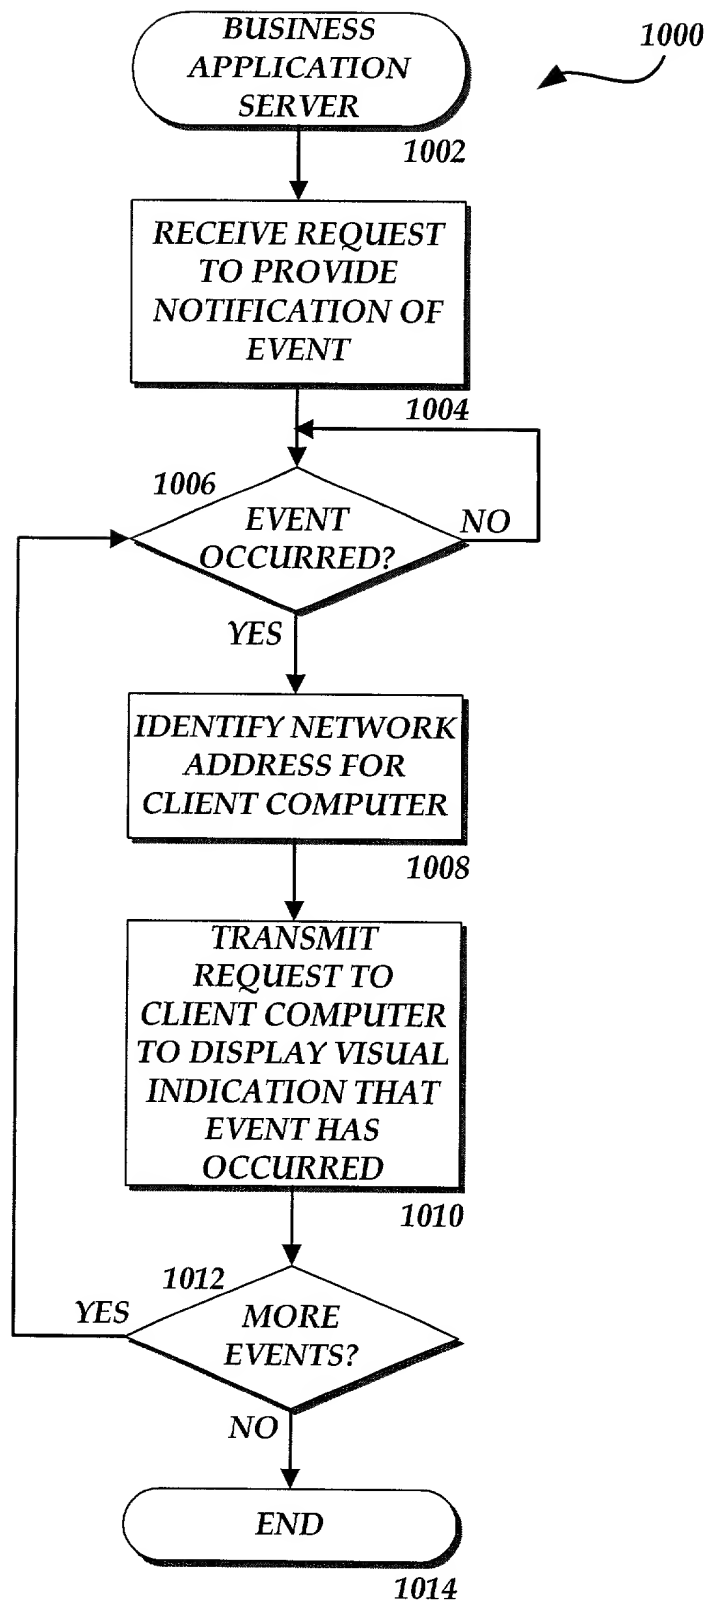 BUSINESS
APPLICATION
SERVER
1000
1002
RECEIVE REQUEST
TO PROVIDE
NOTIFICATION OF
EVENT
1004
1006
EVENT
OCCURRED?
NO
YES
IDENTIFY NETWORK
ADDRESS FOR
CLIENT COMPUTER
1008
TRANSMIT
REQUEST TO
CLIENT COMPUTER
TO DISPLAY VISUAL
INDICATION THAT
EVENT HAS
OCCURRED
1010
1012
YES
MORE
EVENTS?
NO
END
1014